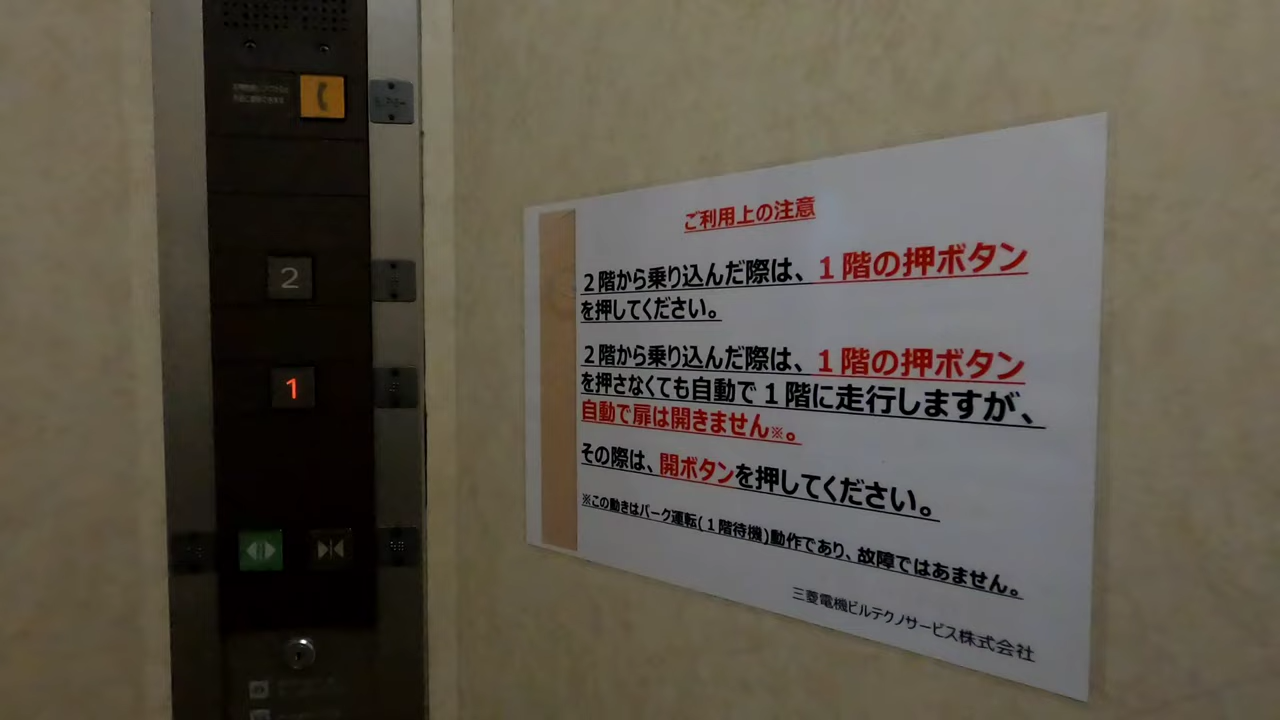 2
1
ご利用上の注意
2階から乗り込んだ際は、1階の押ボタン
を押してください。
2階から乗り込んだ際は、1階の押ボタン
を押さなくても自動で1階に走行しますが、
自動で扉は開きません※。
その際は、開ボタンを押してください。
※この動きはパーク運転(1階待機)動作であり、故障ではあません。
三菱電機ビルテクノサービス株式会社